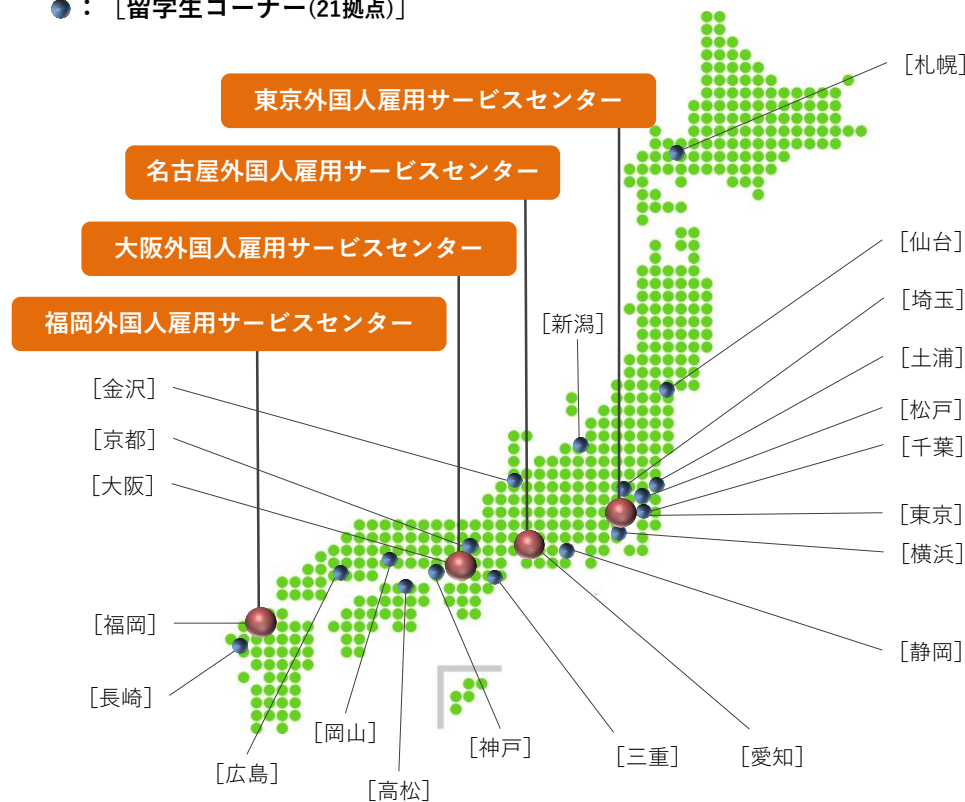 ：［留学生コーナー(21拠点)］
［札幌］
東京外国人雇用サービスセンター
名古屋外国人雇用サービスセンター
大阪外国人雇用サービスセンター
［仙台］
［埼玉］
福岡外国人雇用サービスセンター
［新潟］
［土浦］
［金沢］
［松戸］
［京都］
［千葉］
［大阪］
［東京］
［横浜］
［福岡］
［静岡］
［長崎］
［岡山］
［神戸］
［三重］
［愛知］
［広島］
［高松］